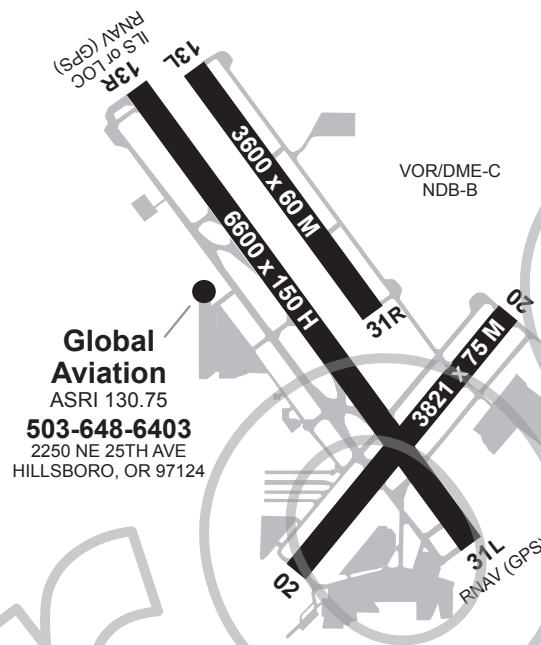 ILS or LOC
RNAV (GPS)
13R
13L
3600 x 60 M
6600 x 150 H
VOR/DME-C
NDB-B
31R
20
3821 x 75 M
Global
Aviation
ASRI 130.75
503-648-6403
2250 NE 25TH AVE
HILLSBORO, OR 97124
02
31L
RNAV (GPS)